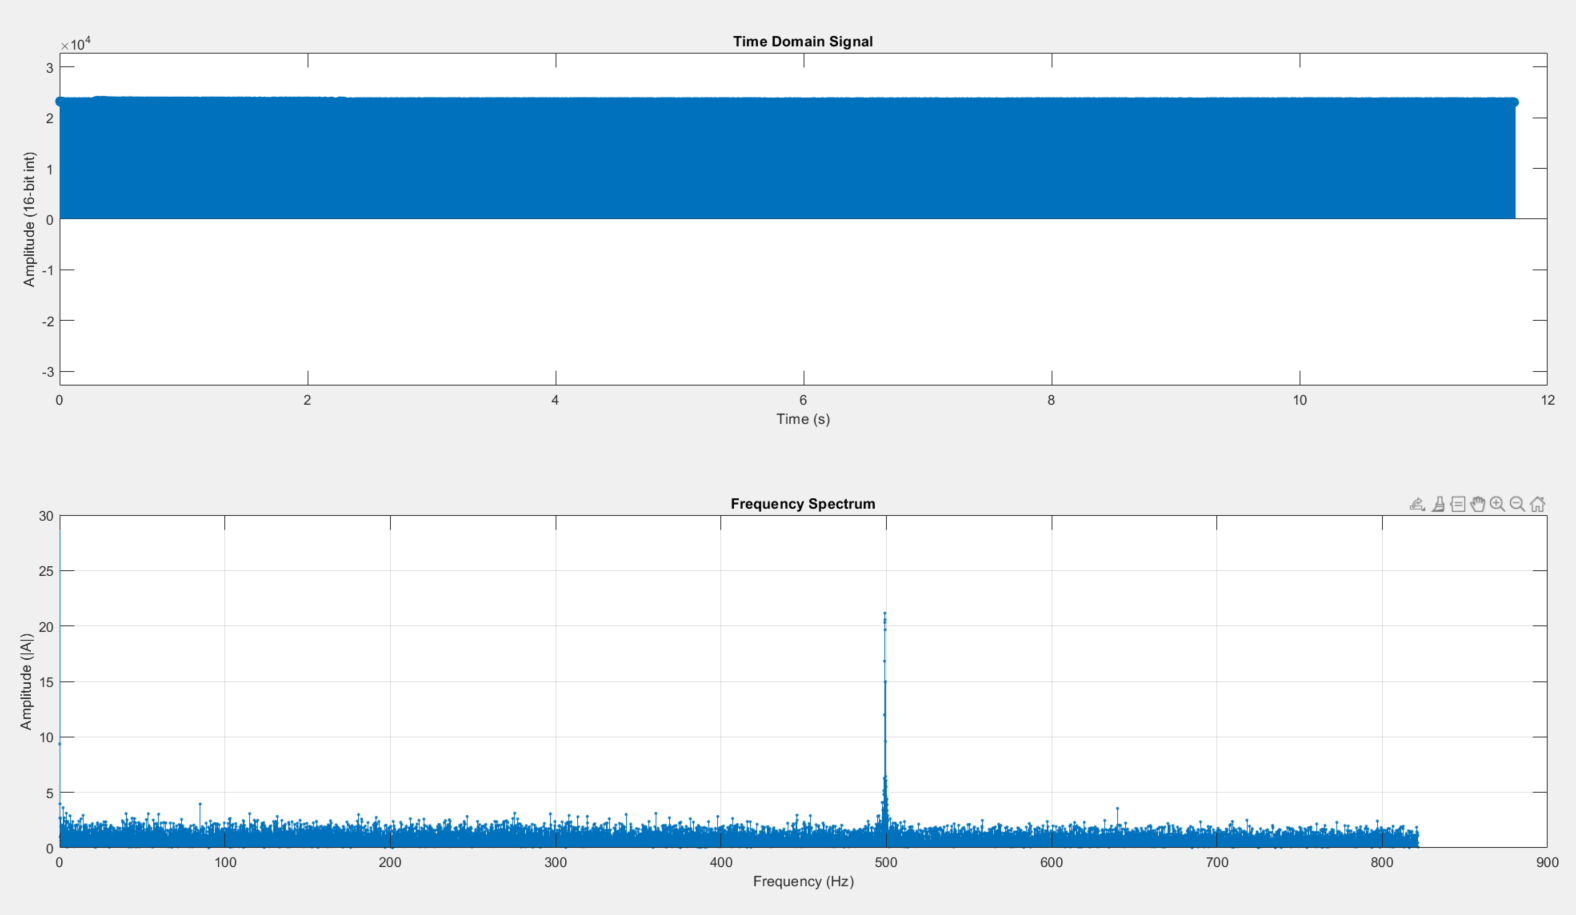 Time Domain Signal
×10⁴
3
2
1
0
-1
-2
-3
Amplitude (16-bit int)
0 2 4 6 8 10 12
Time (s)
Frequency Spectrum
30
25
20
15
10
5
0
Amplitude (|A|)
0 100 200 300 400 500 600 700 800 900
Frequency (Hz)